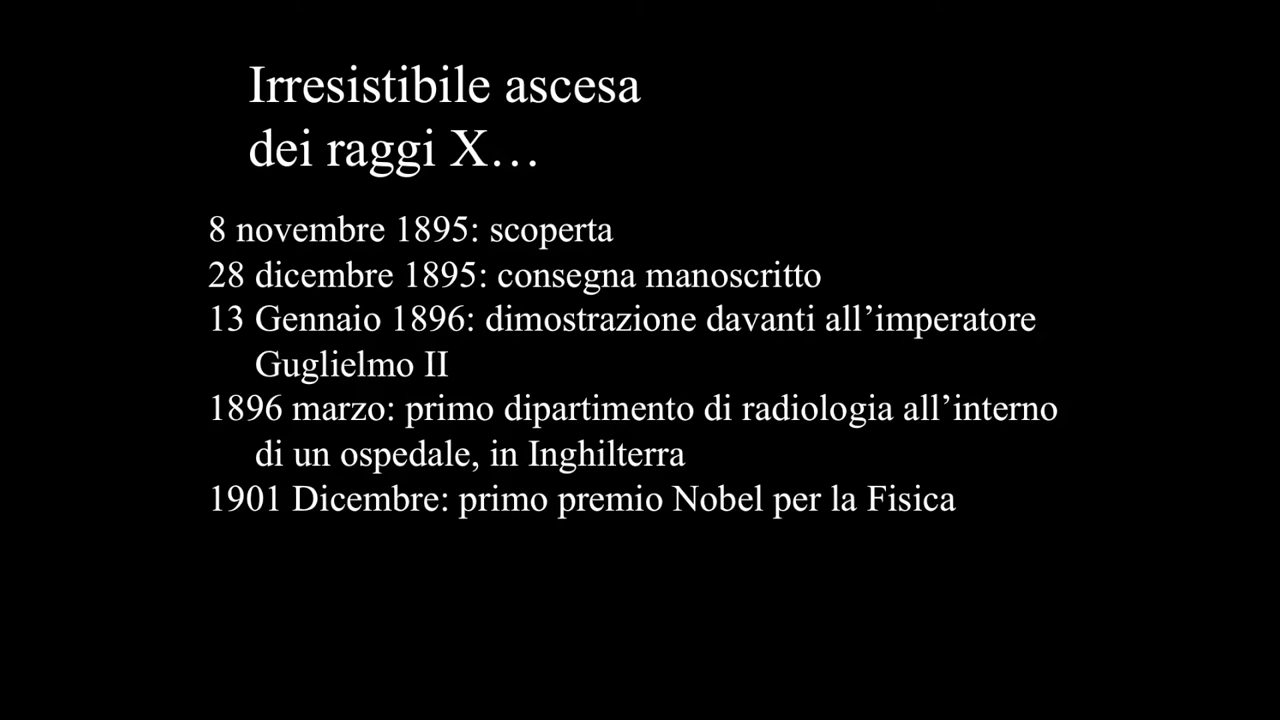 Irresistibile ascesa
dei raggi X…
8 novembre 1895: scoperta
28 dicembre 1895: consegna manoscritto
13 Gennaio 1896: dimostrazione davanti all’imperatore
Guglielmo II
1896 marzo: primo dipartimento di radiologia all’interno
di un ospedale, in Inghilterra
1901 Dicembre: primo premio Nobel per la Fisica